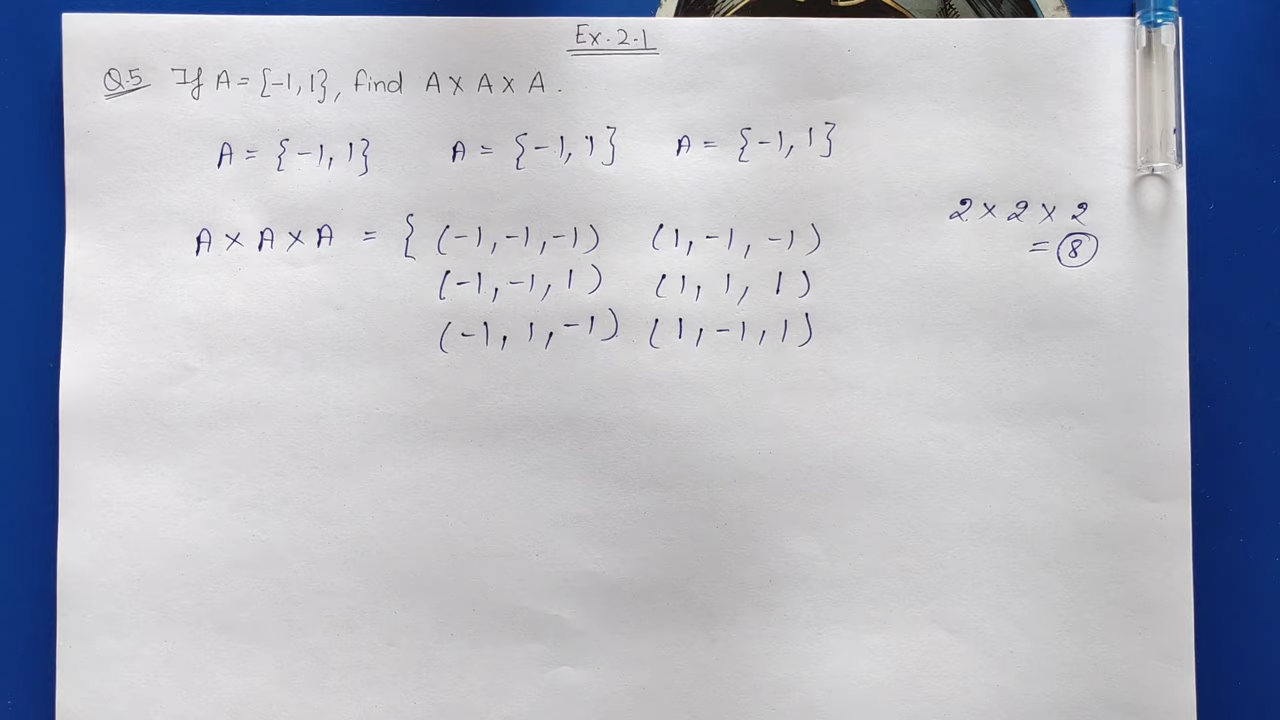 Ex. 2.1
Q.5 If A = {-1, 1}, find A × A × A.
A = {-1, 1} A = {-1, 1} A = {-1, 1}
A × A × A = { (-1, -1, -1) (1, -1, -1)
(-1, -1, 1) (1, 1, 1)
(-1, 1, -1) (1, -1, 1)
2 × 2 × 2
= 8